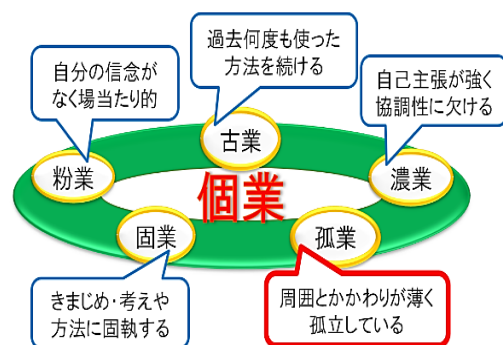 過去何度も使った
方法を続ける
自分の信念が
なく場当たり的
自己主張が強く
協調性に欠ける
古業
粉業
濃業
個業
固業
孤業
きまじめ・考えや
方法に固執する
周囲とかかわりが薄く
孤立している